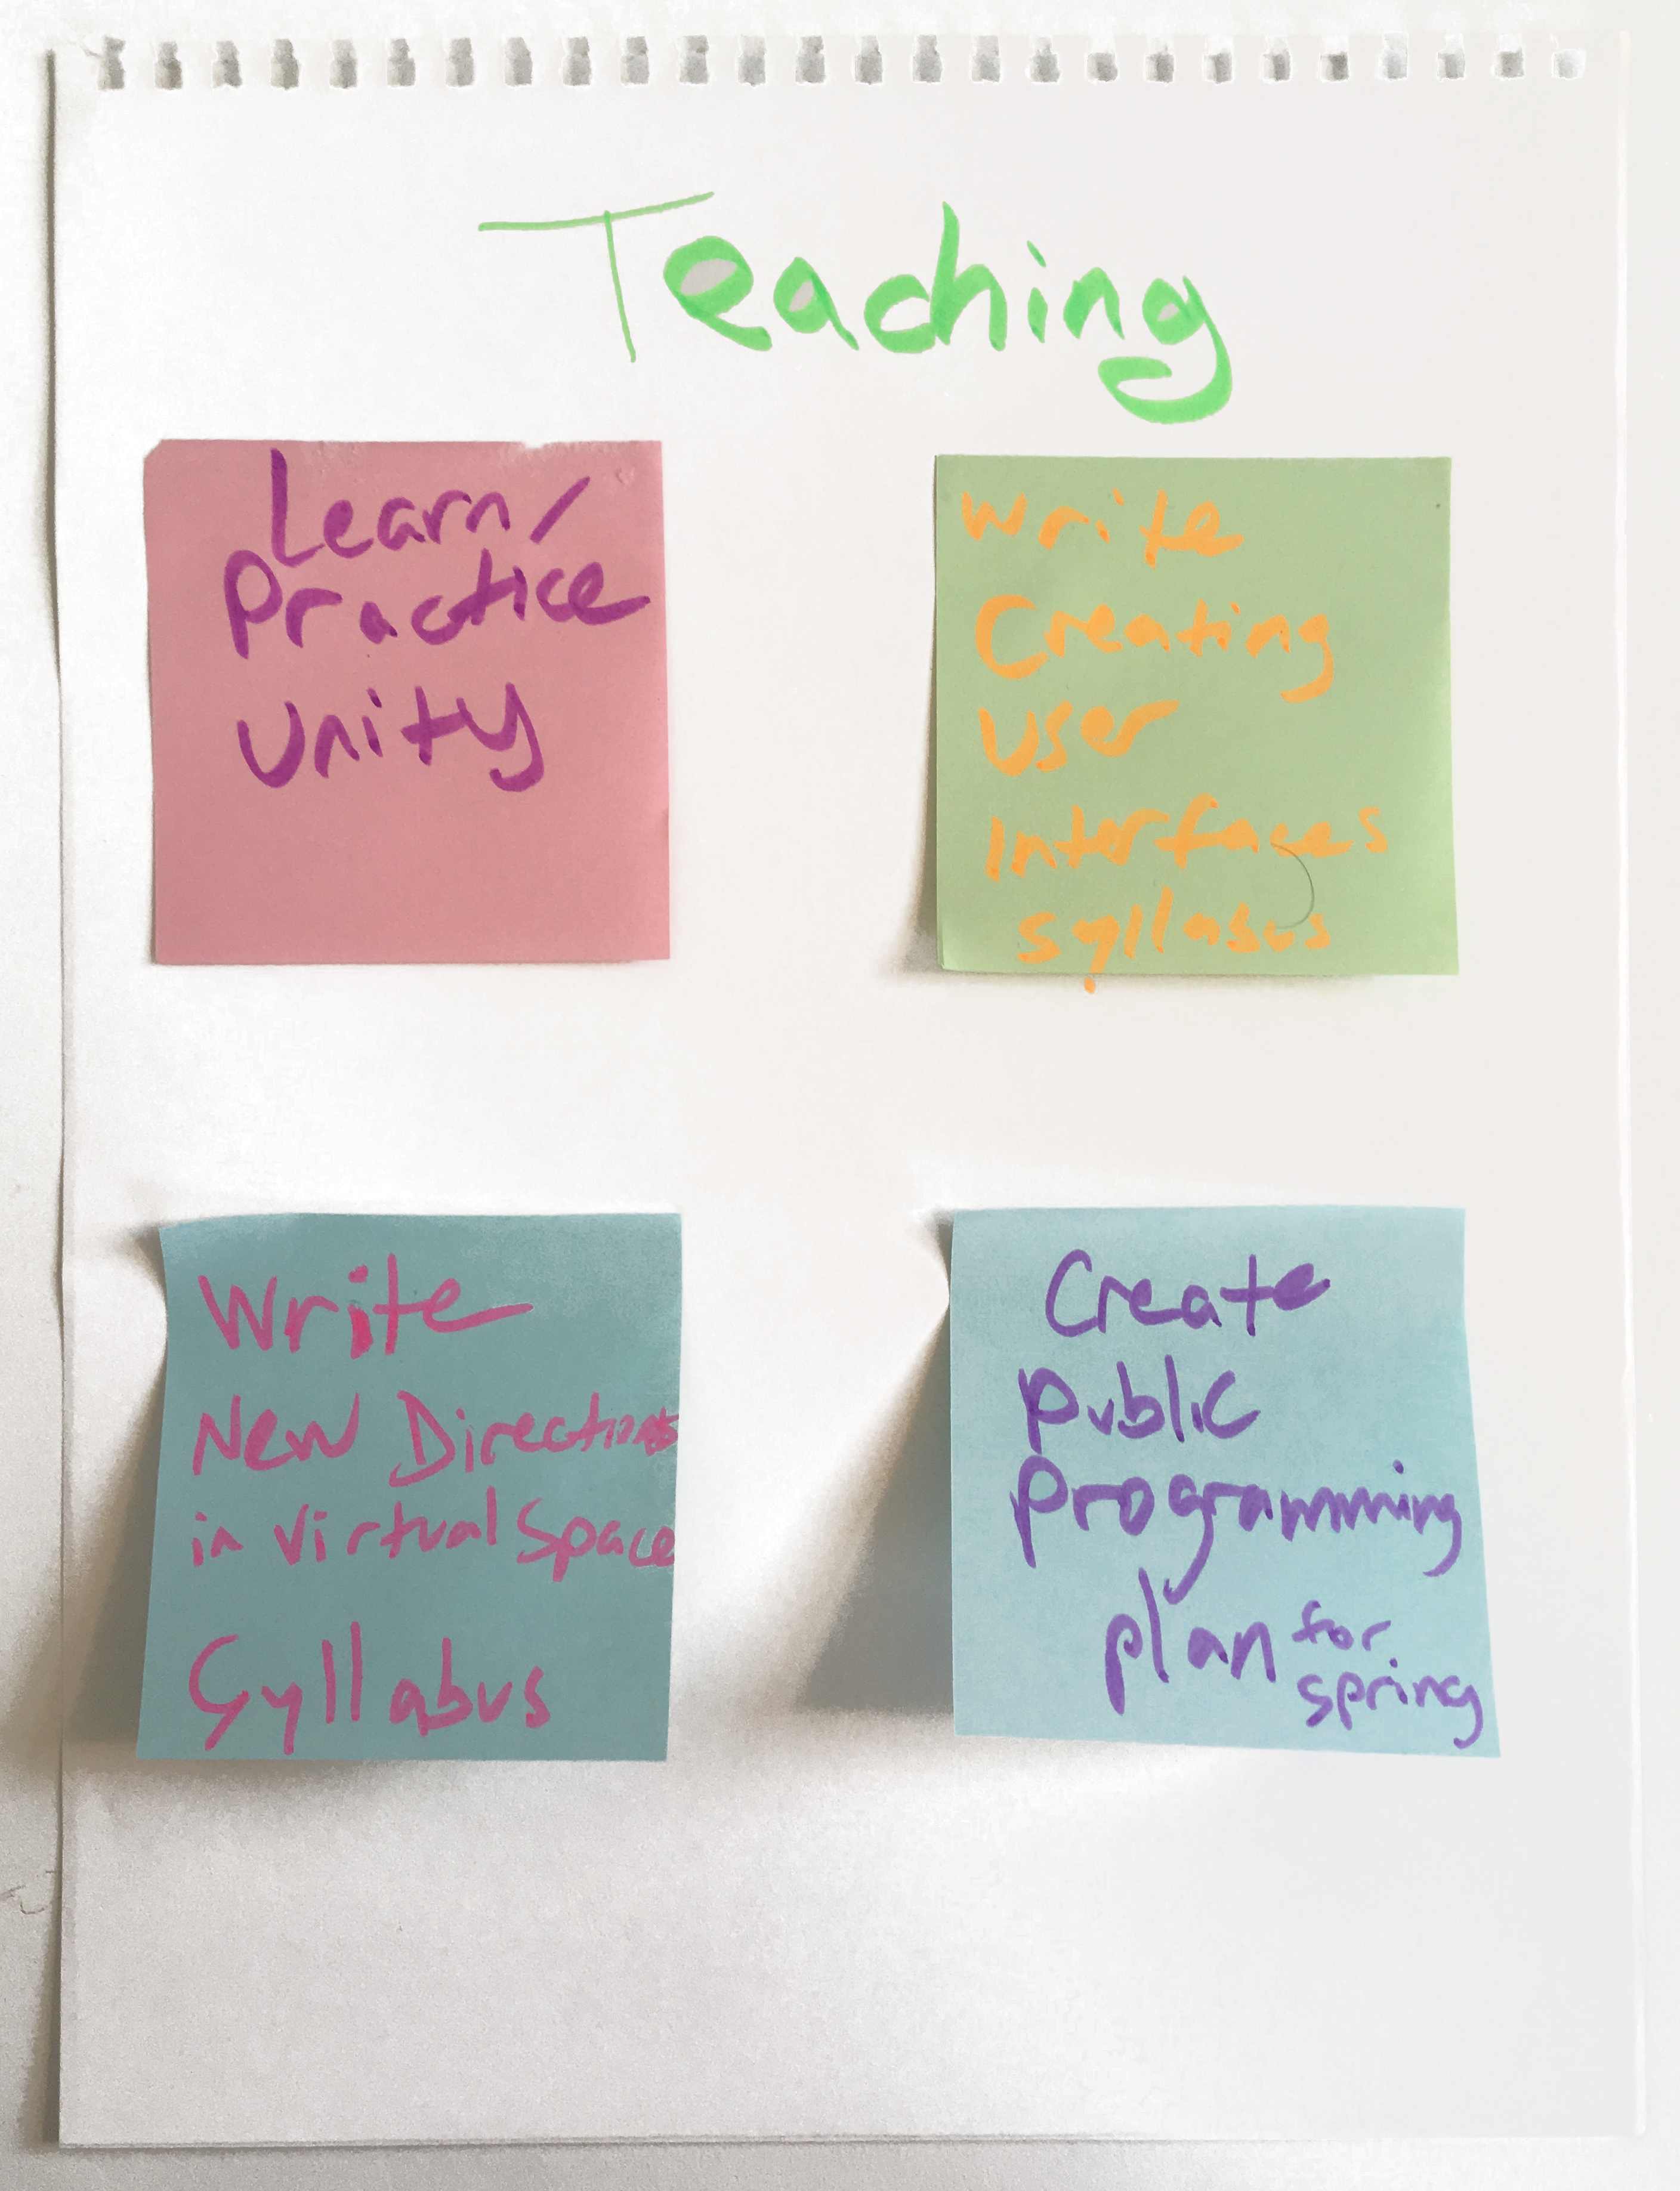 Teaching
Learn/
Practice
Unity
Write
Creating
User
Interfaces
Syllabus
Write
New Directions
in Virtual Space
Syllabus
Create
Public
Programming
plan for
spring